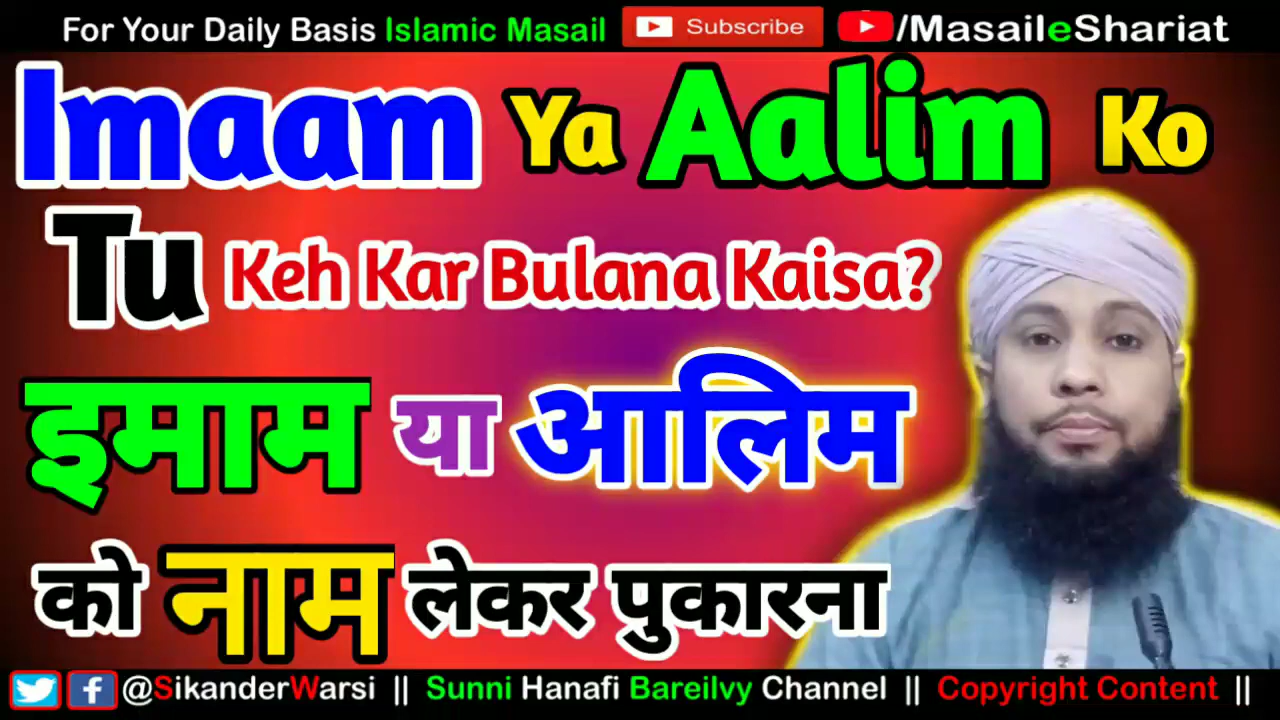 For Your Daily Basis Islamic Masail Subscribe /MasaileShariat
Imaam Ya Aalim Ko
Tu Keh Kar Bulana Kaisa?
इमाम या आलिम
को नाम लेकर पुकारना
@SikanderWarsi || Sunni Hanafi Bareilvy Channel || Copyright Content ||